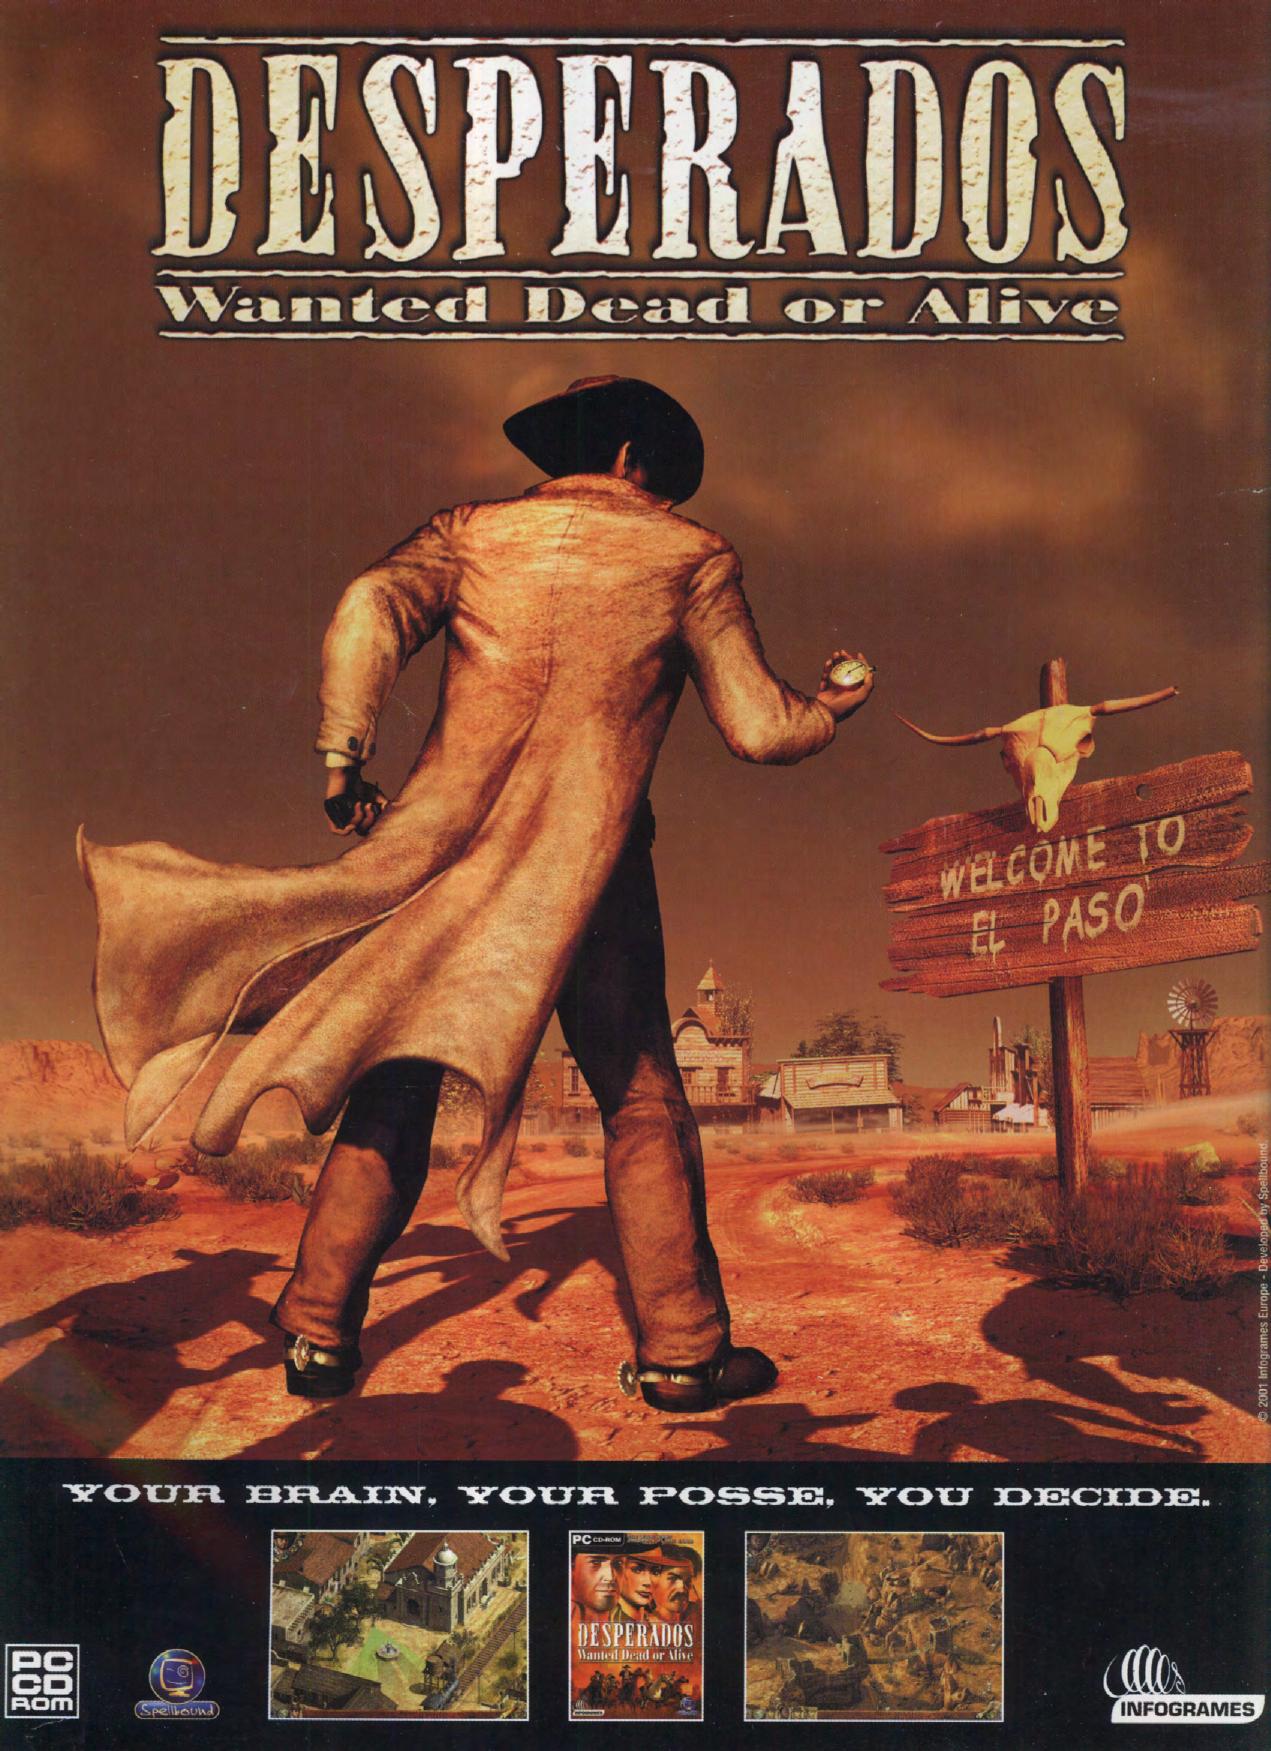 DESPERADOS
Wanted Dead or Alive
WELCOME TO
EL PASO
© 2001 Infogrames Europe - Developed by Spellbound.
YOUR BRAIN, YOUR POSSE, YOU DECIDE.
PC CD-ROM
DESPERADOS
Wanted Dead or Alive
PC
CD
ROM
Spellbound
INFOGRAMES